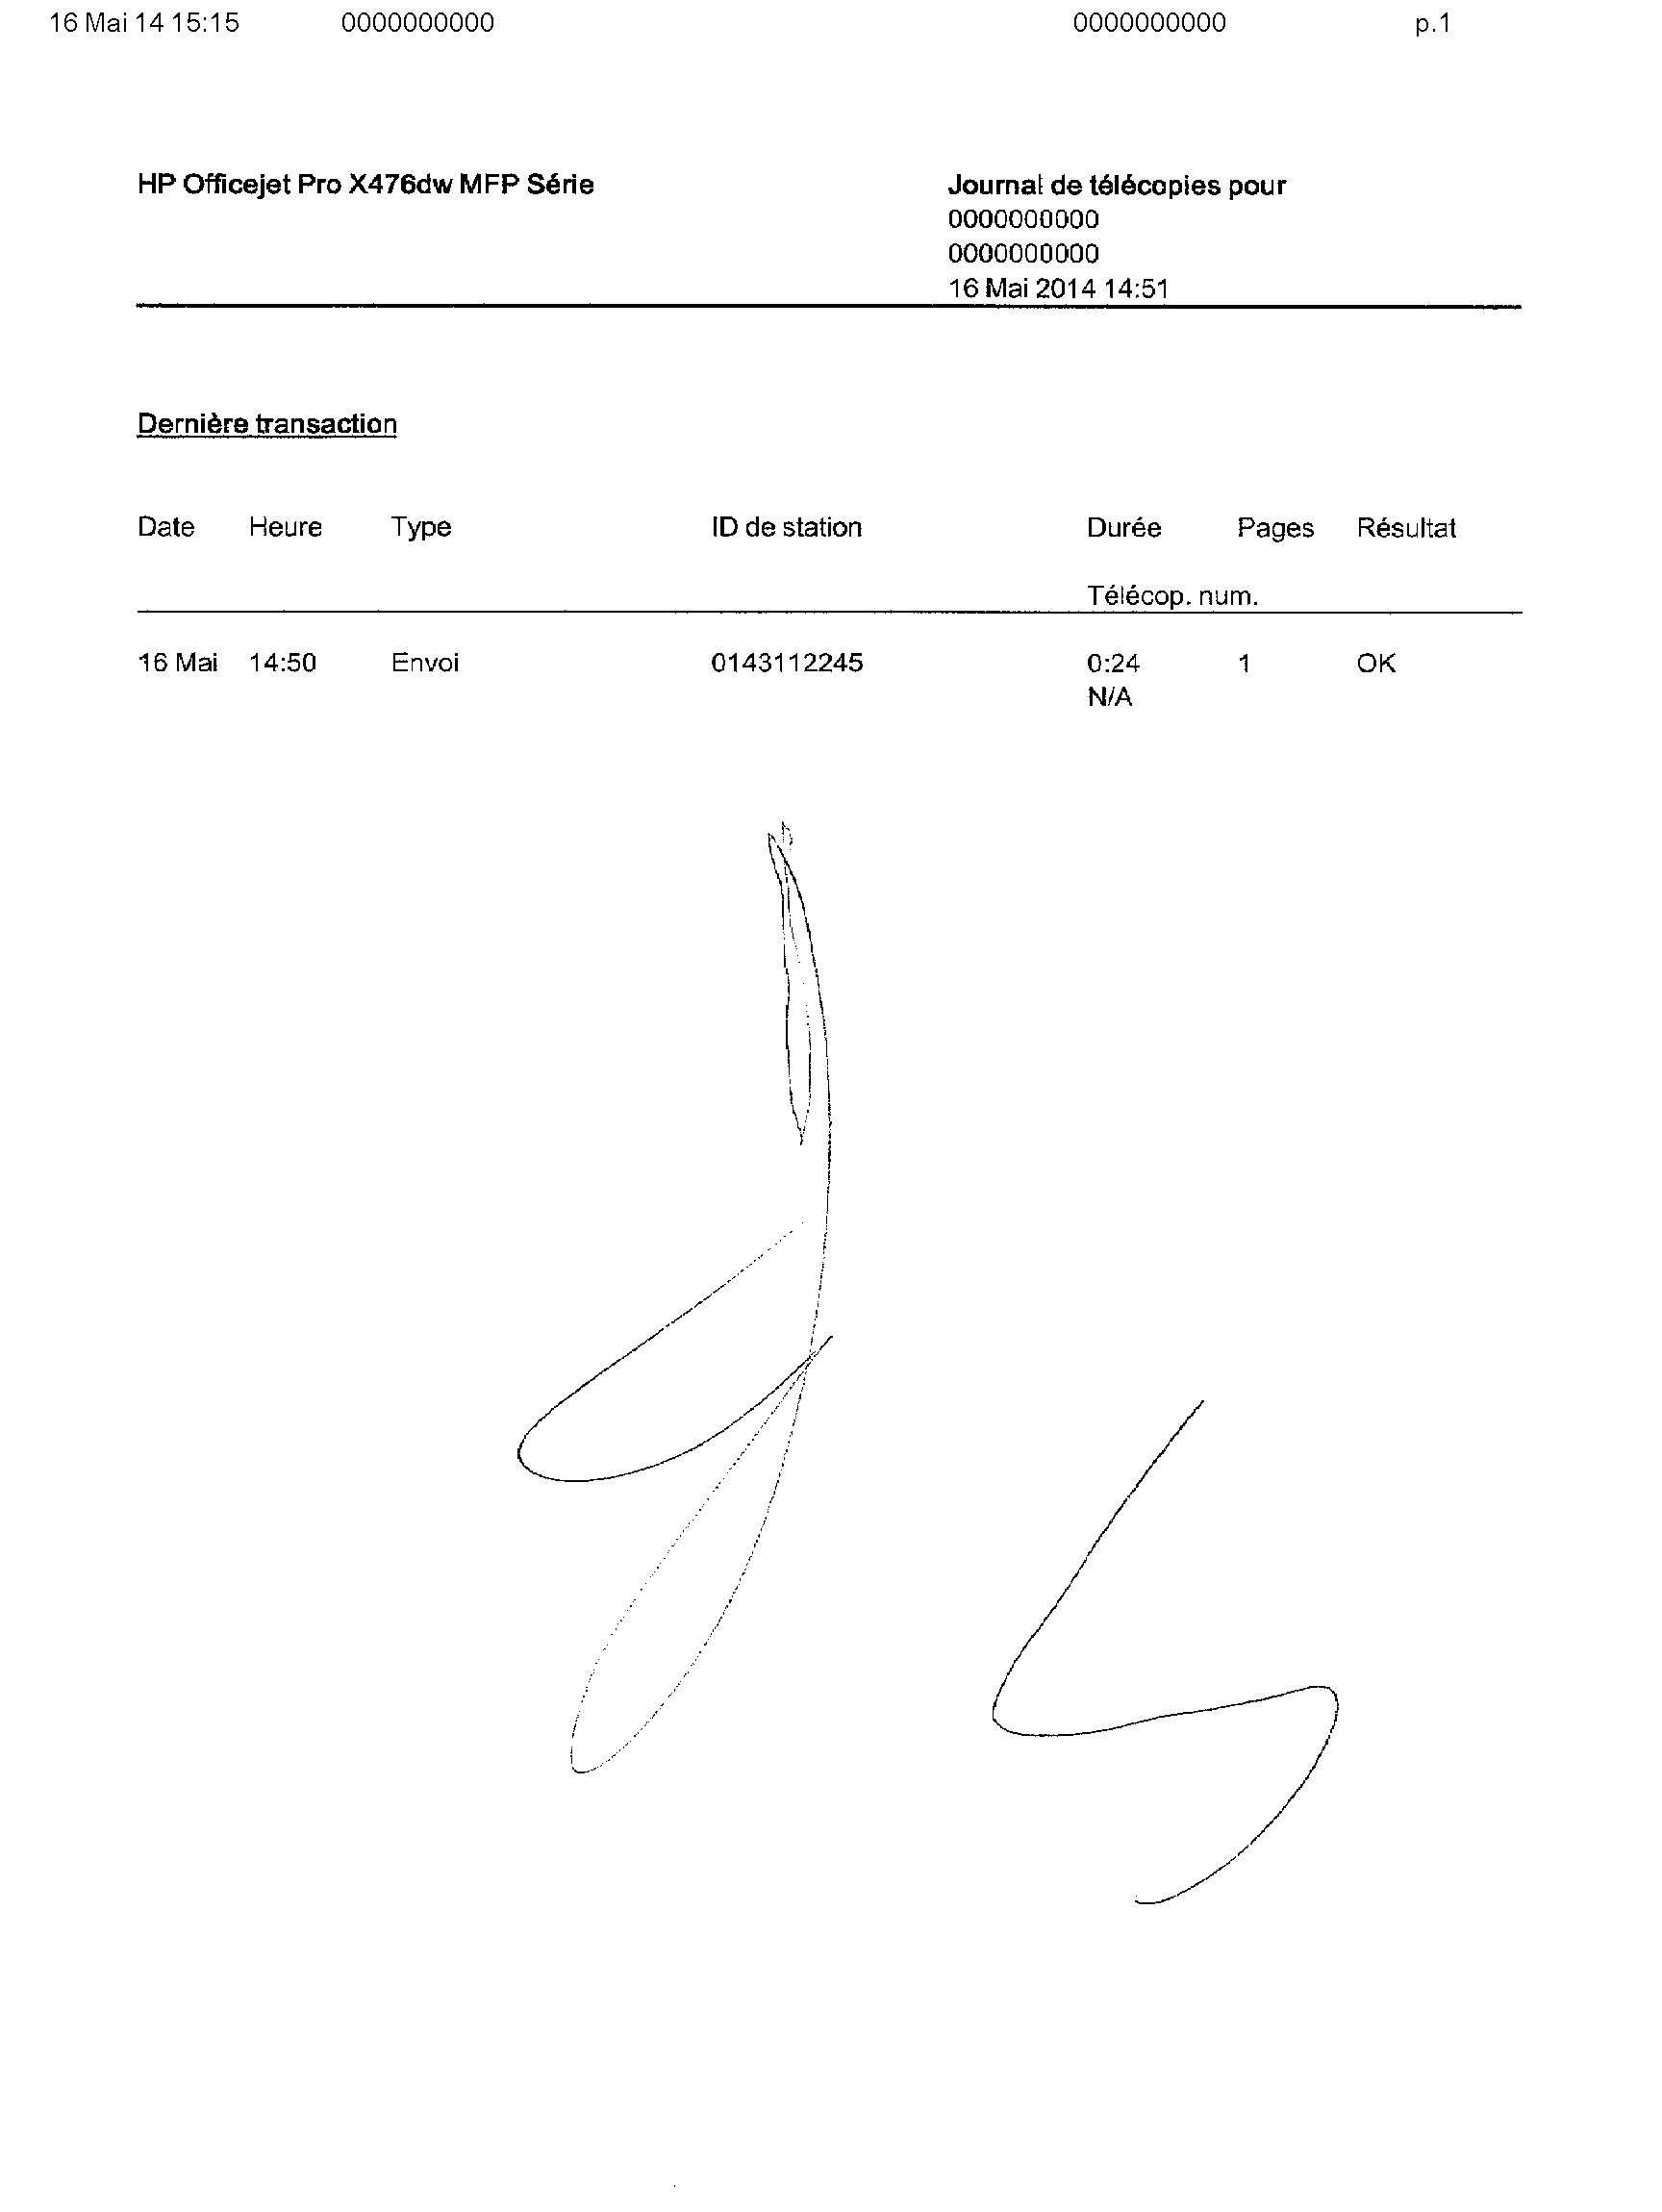 16 Mai 14 15:15 0000000000 0000000000 p.1
HP Officejet Pro X476dw MFP Série
Journal de télécopies pour
0000000000
0000000000
16 Mai 2014 14:51
Dernière transaction
Date Heure Type ID de station Durée Pages Résultat
Télécop. num.
16 Mai 14:50 Envoi 0143112245 0:24 1 OK
N/A